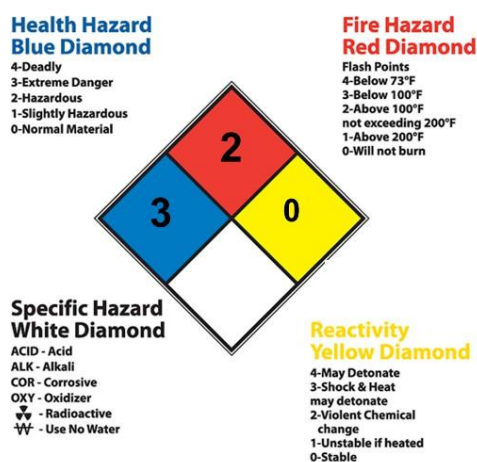 Health Hazard
Blue Diamond
4-Deadly
3-Extreme Danger
2-Hazardous
1-Slightly Hazardous
0-Normal Material
Fire Hazard
Red Diamond
Flash Points
4-Below 73°F
3-Below 100°F
2-Above 100°F
not exceeding 200°F
1-Above 200°F
0-Will not burn
2
3
0
Specific Hazard
White Diamond
ACID - Acid
ALK - Alkali
COR - Corrosive
OXY - Oxidizer
- Radioactive
W - Use No Water
Reactivity
Yellow Diamond
4-May Detonate
3-Shock & Heat
may detonate
2-Violent Chemical
change
1-Unstable if heated
0-Stable